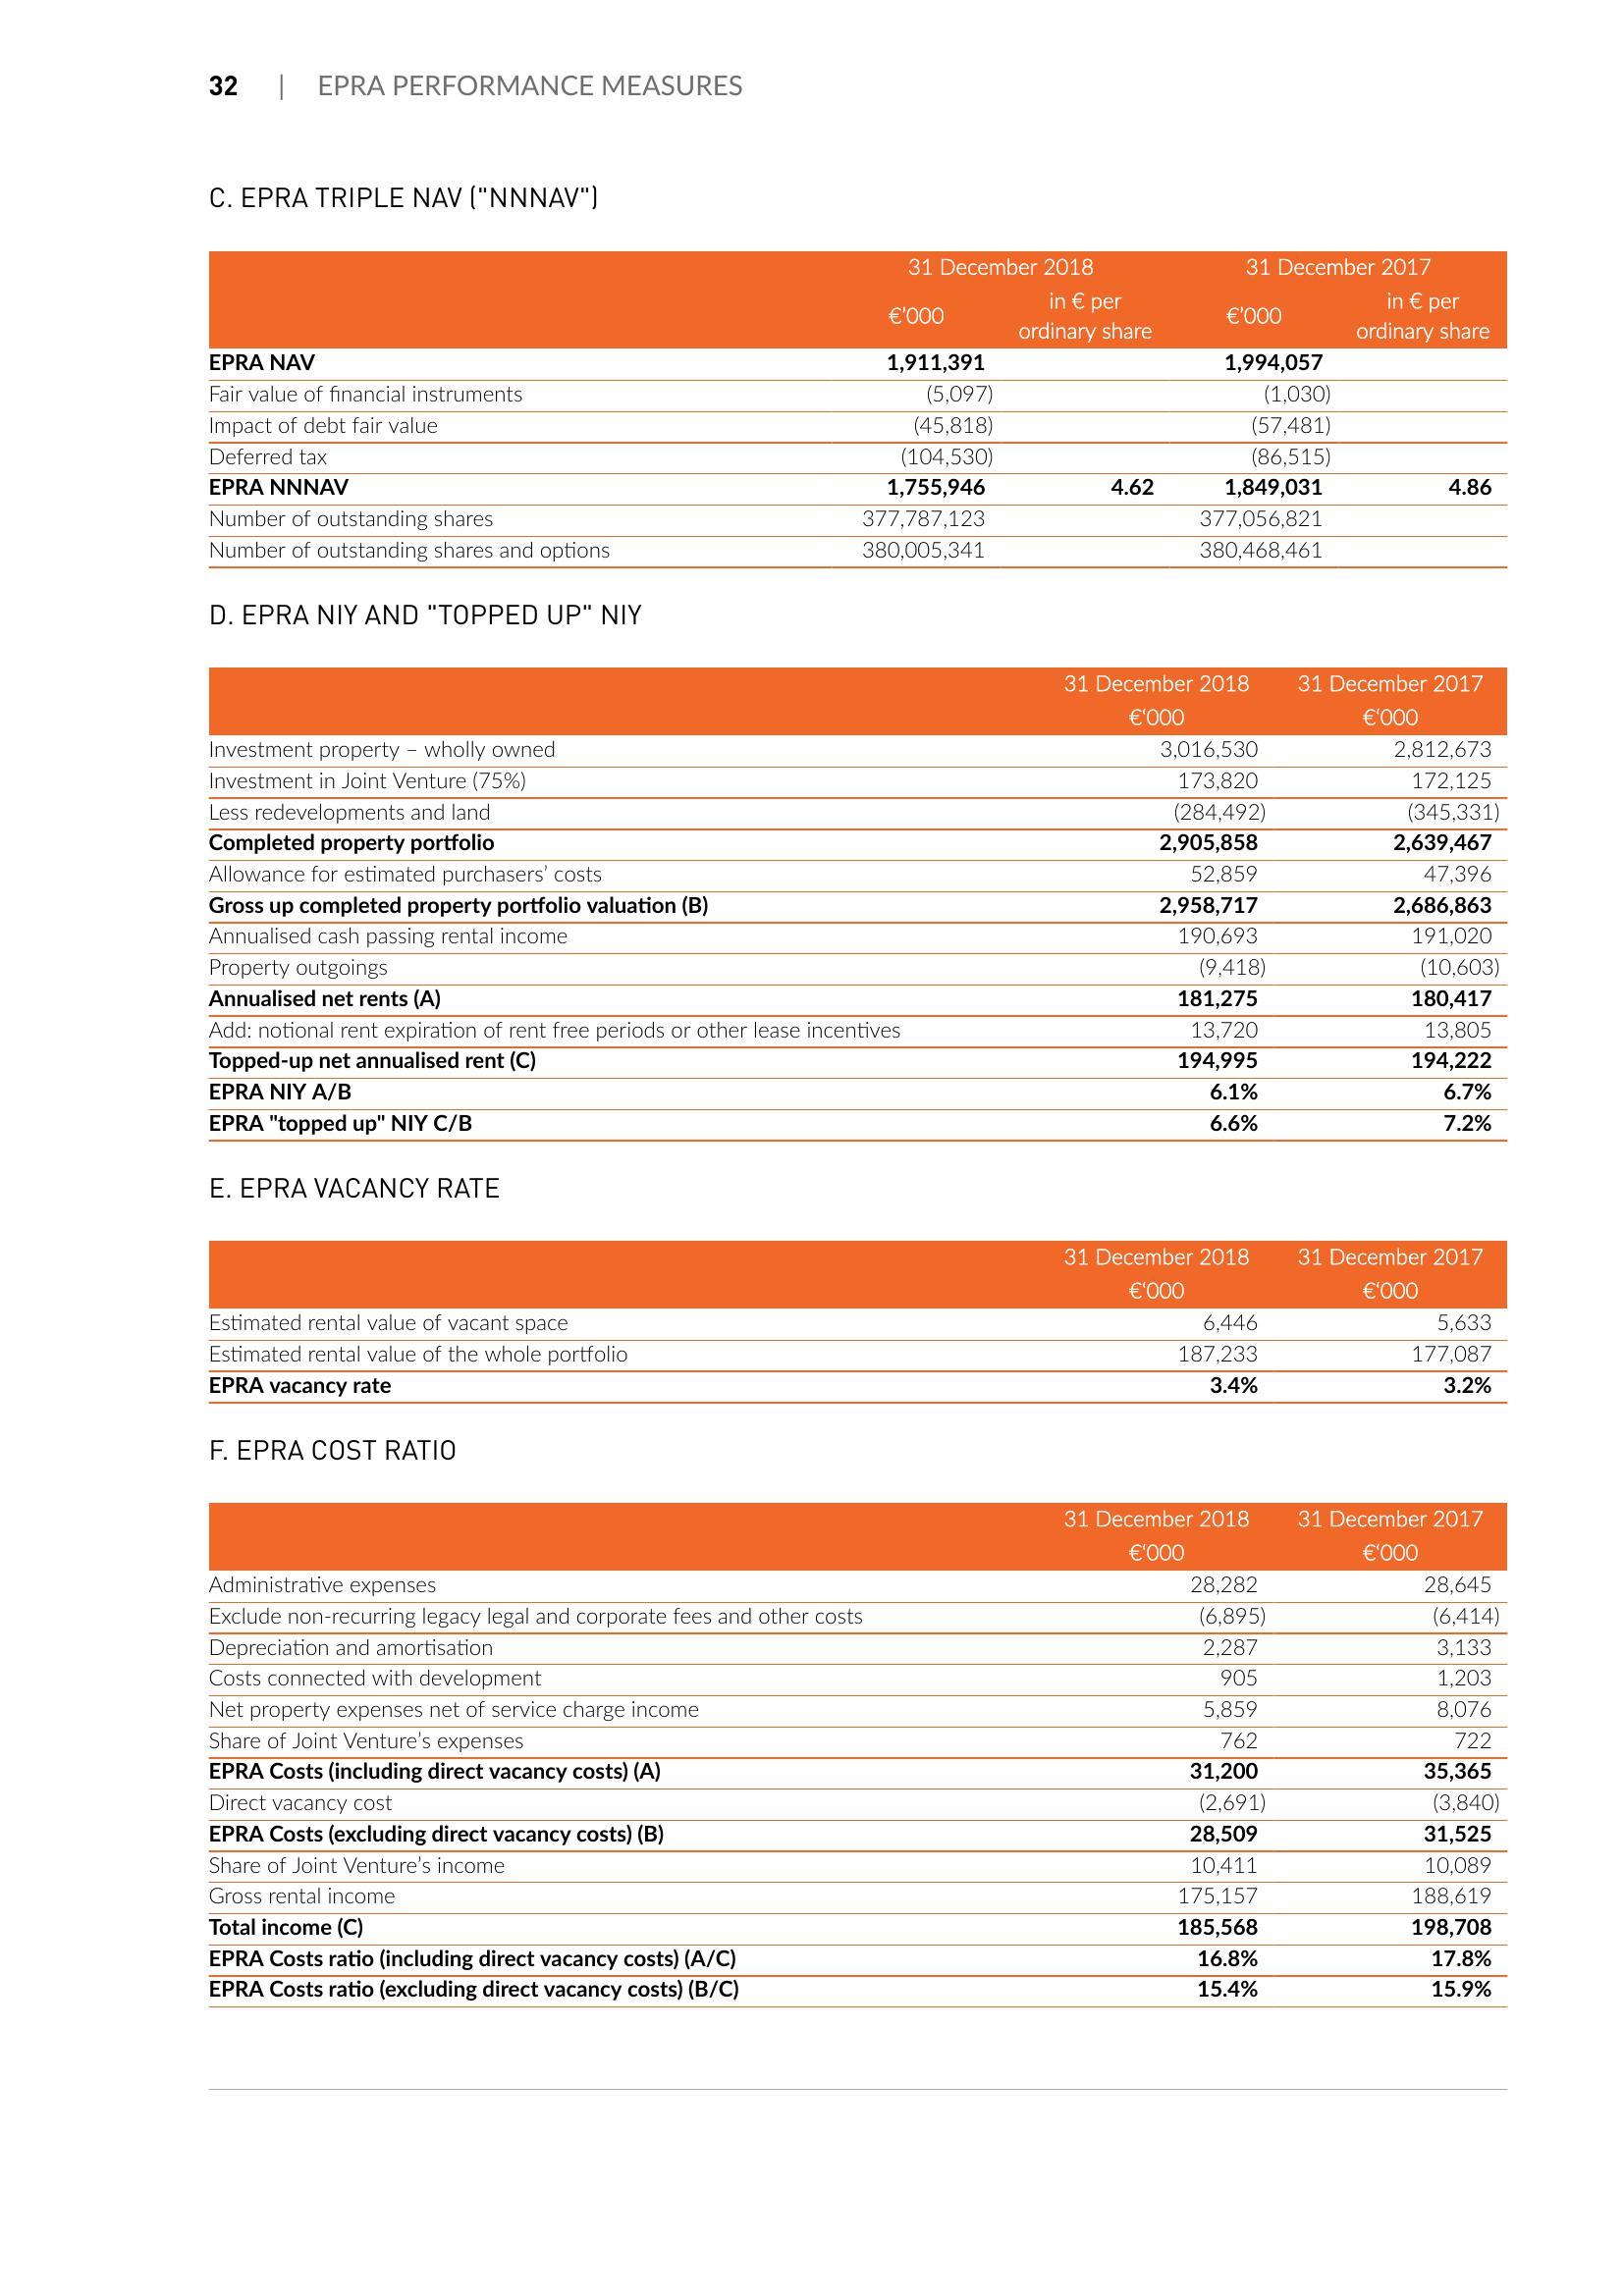 32 | EPRA PERFORMANCE MEASURES
C. EPRA TRIPLE NAV ("NNNAV")
31 December 2018 31 December 2017
€’000 in € per ordinary share €’000 in € per ordinary share
EPRA NAV 1,911,391 1,994,057
Fair value of financial instruments (5,097) (1,030)
Impact of debt fair value (45,818) (57,481)
Deferred tax (104,530) (86,515)
EPRA NNNAV 1,755,946 4.62 1,849,031 4.86
Number of outstanding shares 377,787,123 377,056,821
Number of outstanding shares and options 380,005,341 380,468,461
D. EPRA NIY AND "TOPPED UP" NIY
31 December 2018 31 December 2017
€‘000 €‘000
Investment property – wholly owned 3,016,530 2,812,673
Investment in Joint Venture (75%) 173,820 172,125
Less redevelopments and land (284,492) (345,331)
Completed property portfolio 2,905,858 2,639,467
Allowance for estimated purchasers’ costs 52,859 47,396
Gross up completed property portfolio valuation (B) 2,958,717 2,686,863
Annualised cash passing rental income 190,693 191,020
Property outgoings (9,418) (10,603)
Annualised net rents (A) 181,275 180,417
Add: notional rent expiration of rent free periods or other lease incentives 13,720 13,805
Topped-up net annualised rent (C) 194,995 194,222
EPRA NIY A/B 6.1% 6.7%
EPRA "topped up" NIY C/B 6.6% 7.2%
E. EPRA VACANCY RATE
31 December 2018 31 December 2017
€‘000 €‘000
Estimated rental value of vacant space 6,446 5,633
Estimated rental value of the whole portfolio 187,233 177,087
EPRA vacancy rate 3.4% 3.2%
F. EPRA COST RATIO
31 December 2018 31 December 2017
€‘000 €‘000
Administrative expenses 28,282 28,645
Exclude non-recurring legacy legal and corporate fees and other costs (6,895) (6,414)
Depreciation and amortisation 2,287 3,133
Costs connected with development 905 1,203
Net property expenses net of service charge income 5,859 8,076
Share of Joint Venture’s expenses 762 722
EPRA Costs (including direct vacancy costs) (A) 31,200 35,365
Direct vacancy cost (2,691) (3,840)
EPRA Costs (excluding direct vacancy costs) (B) 28,509 31,525
Share of Joint Venture’s income 10,411 10,089
Gross rental income 175,157 188,619
Total income (C) 185,568 198,708
EPRA Costs ratio (including direct vacancy costs) (A/C) 16.8% 17.8%
EPRA Costs ratio (excluding direct vacancy costs) (B/C) 15.4% 15.9%